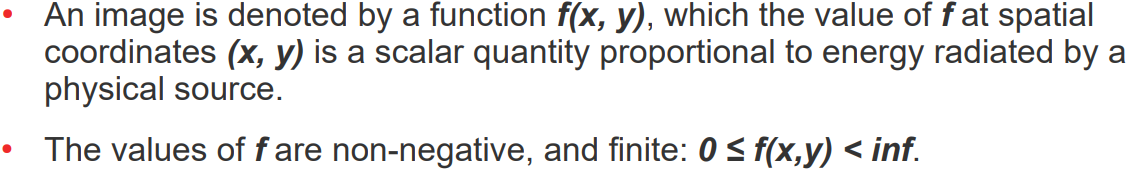 • An image is denoted by a function f(x, y), which the value of f at spatial
coordinates (x, y) is a scalar quantity proportional to energy radiated by a
physical source.
• The values of f are non-negative, and finite: 0 ≤ f(x,y) < inf.